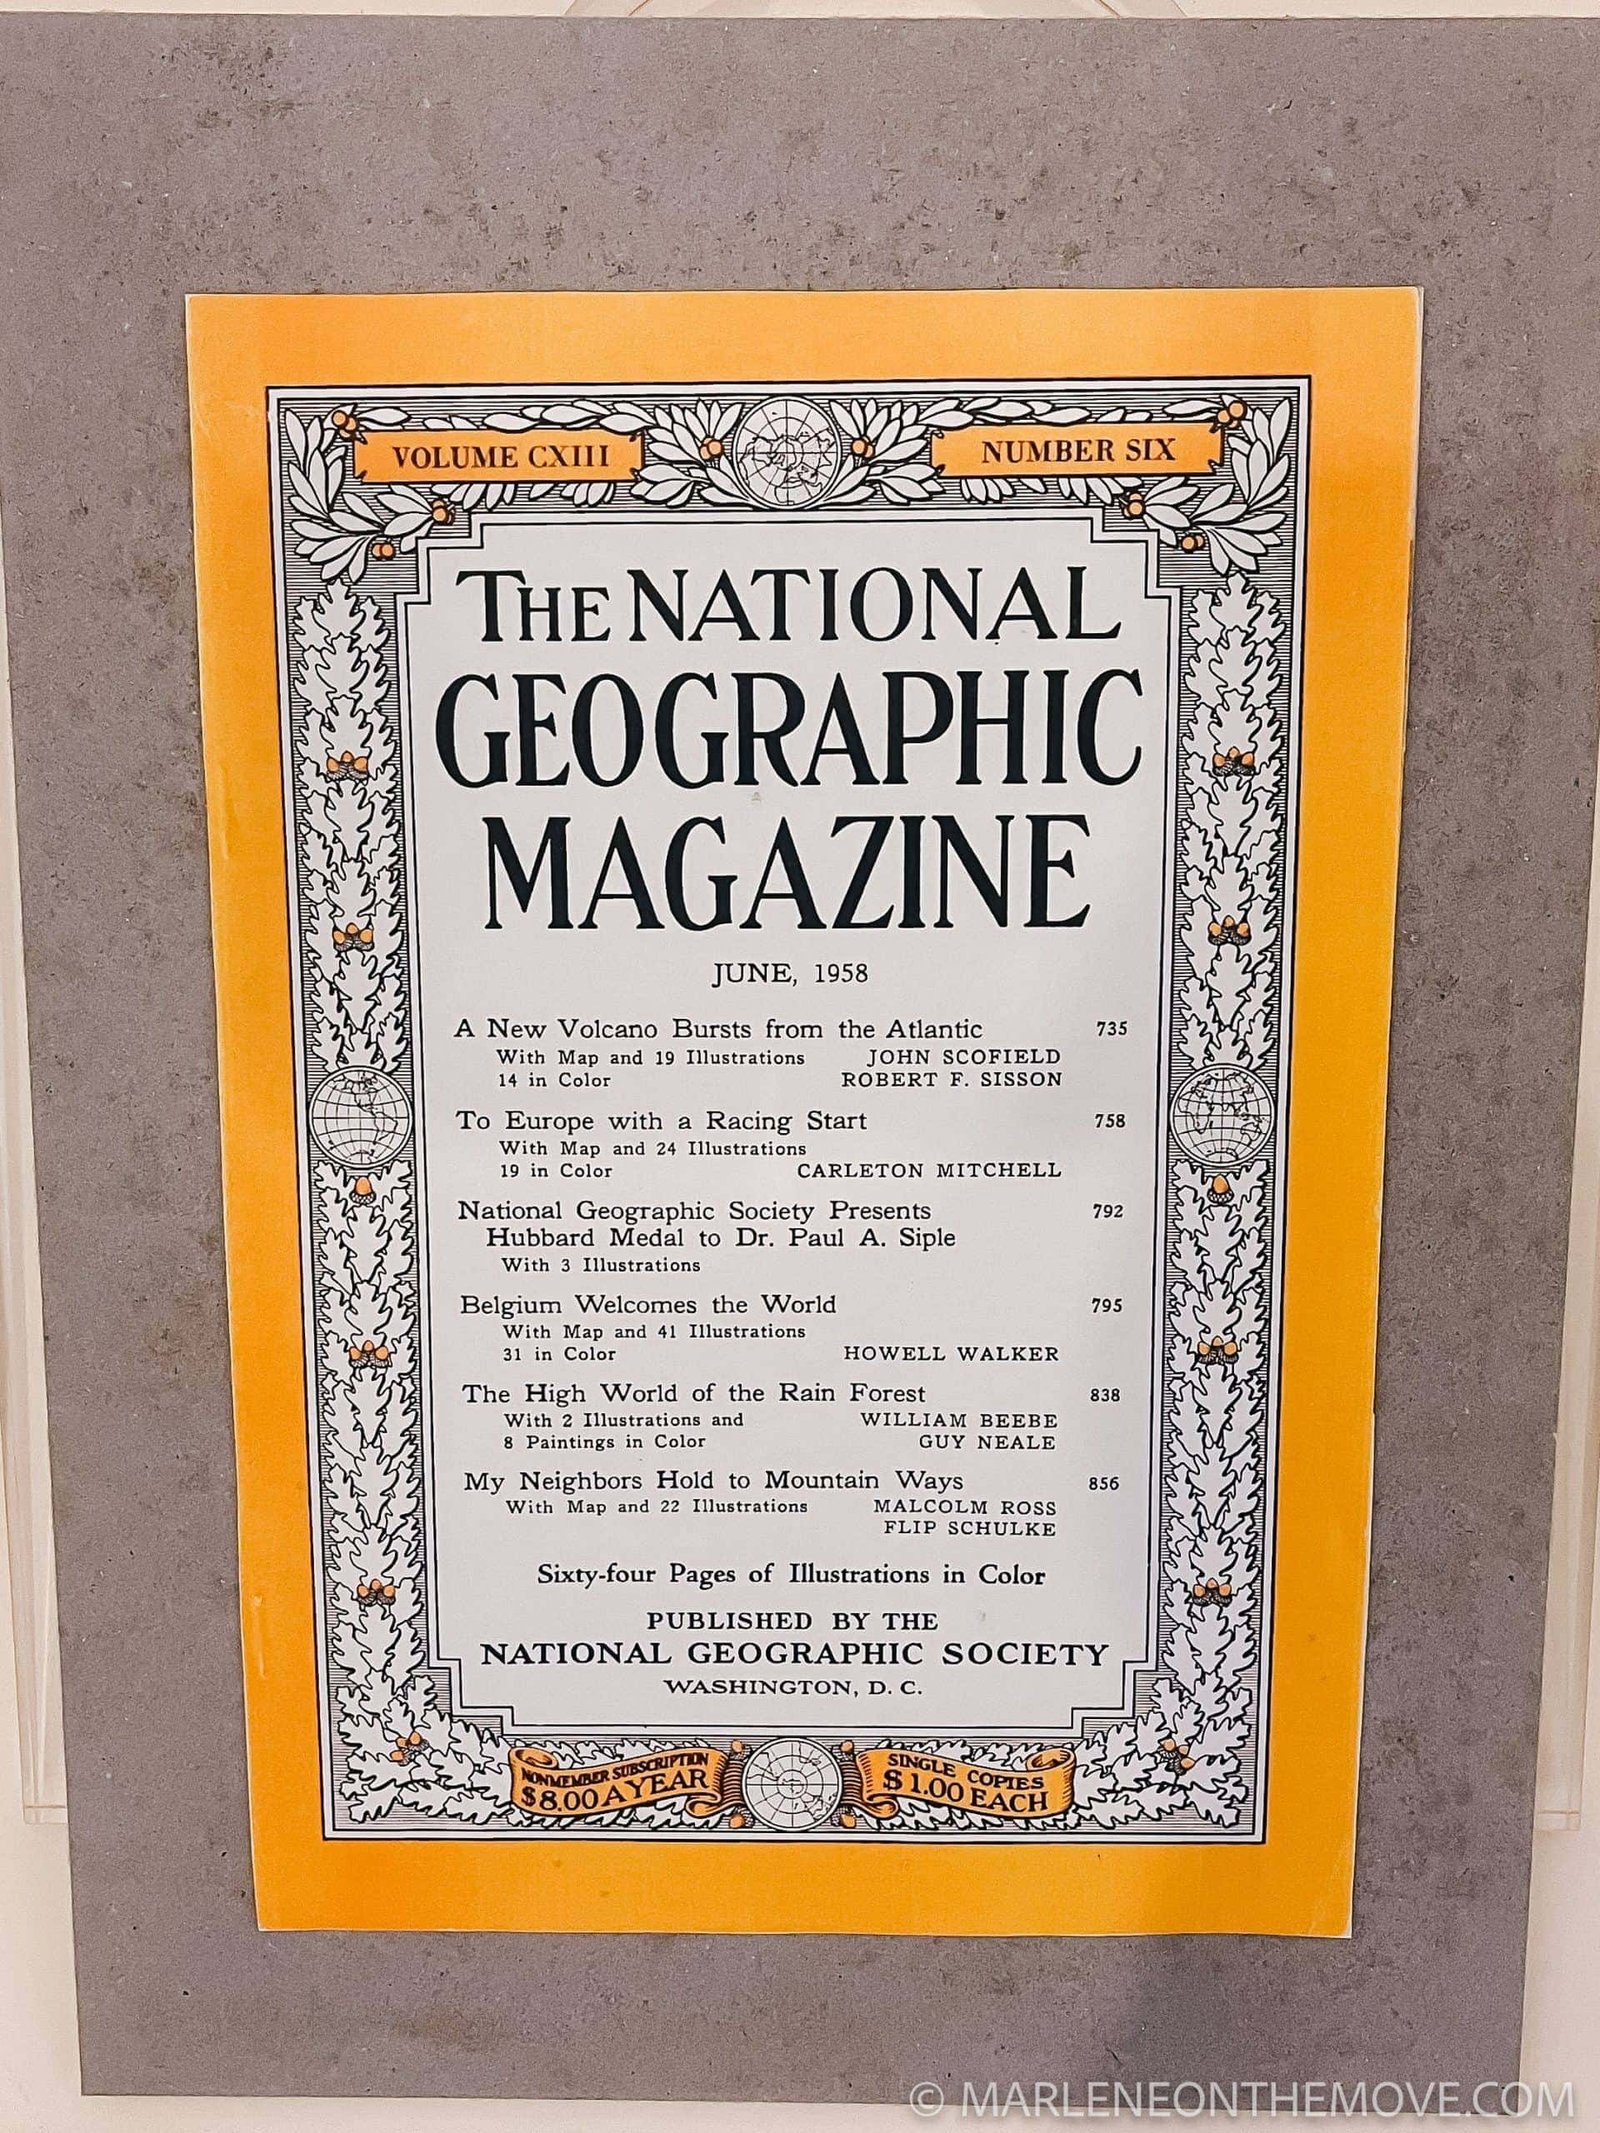 VOLUME CXIII
NUMBER SIX
THE NATIONAL
GEOGRAPHIC
MAGAZINE
JUNE, 1958
A New Volcano Bursts from the Atlantic 735
With Map and 19 Illustrations JOHN SCOFIELD
14 in Color ROBERT F. SISSON
To Europe with a Racing Start 758
With Map and 24 Illustrations
19 in Color CARLETON MITCHELL
National Geographic Society Presents 792
Hubbard Medal to Dr. Paul A. Siple
With 3 Illustrations
Belgium Welcomes the World 795
With Map and 41 Illustrations
31 in Color HOWELL WALKER
The High World of the Rain Forest 838
With 2 Illustrations and WILLIAM BEEBE
8 Paintings in Color GUY NEALE
My Neighbors Hold to Mountain Ways 856
With Map and 22 Illustrations MALCOLM ROSS
FLIP SCHULKE
Sixty-four Pages of Illustrations in Color
PUBLISHED BY THE
NATIONAL GEOGRAPHIC SOCIETY
WASHINGTON, D. C.
NONMEMBER SUBSCRIPTION
$8.00 A YEAR
SINGLE COPIES
$1.00 EACH
© MARLENEONTHEMOVE.COM